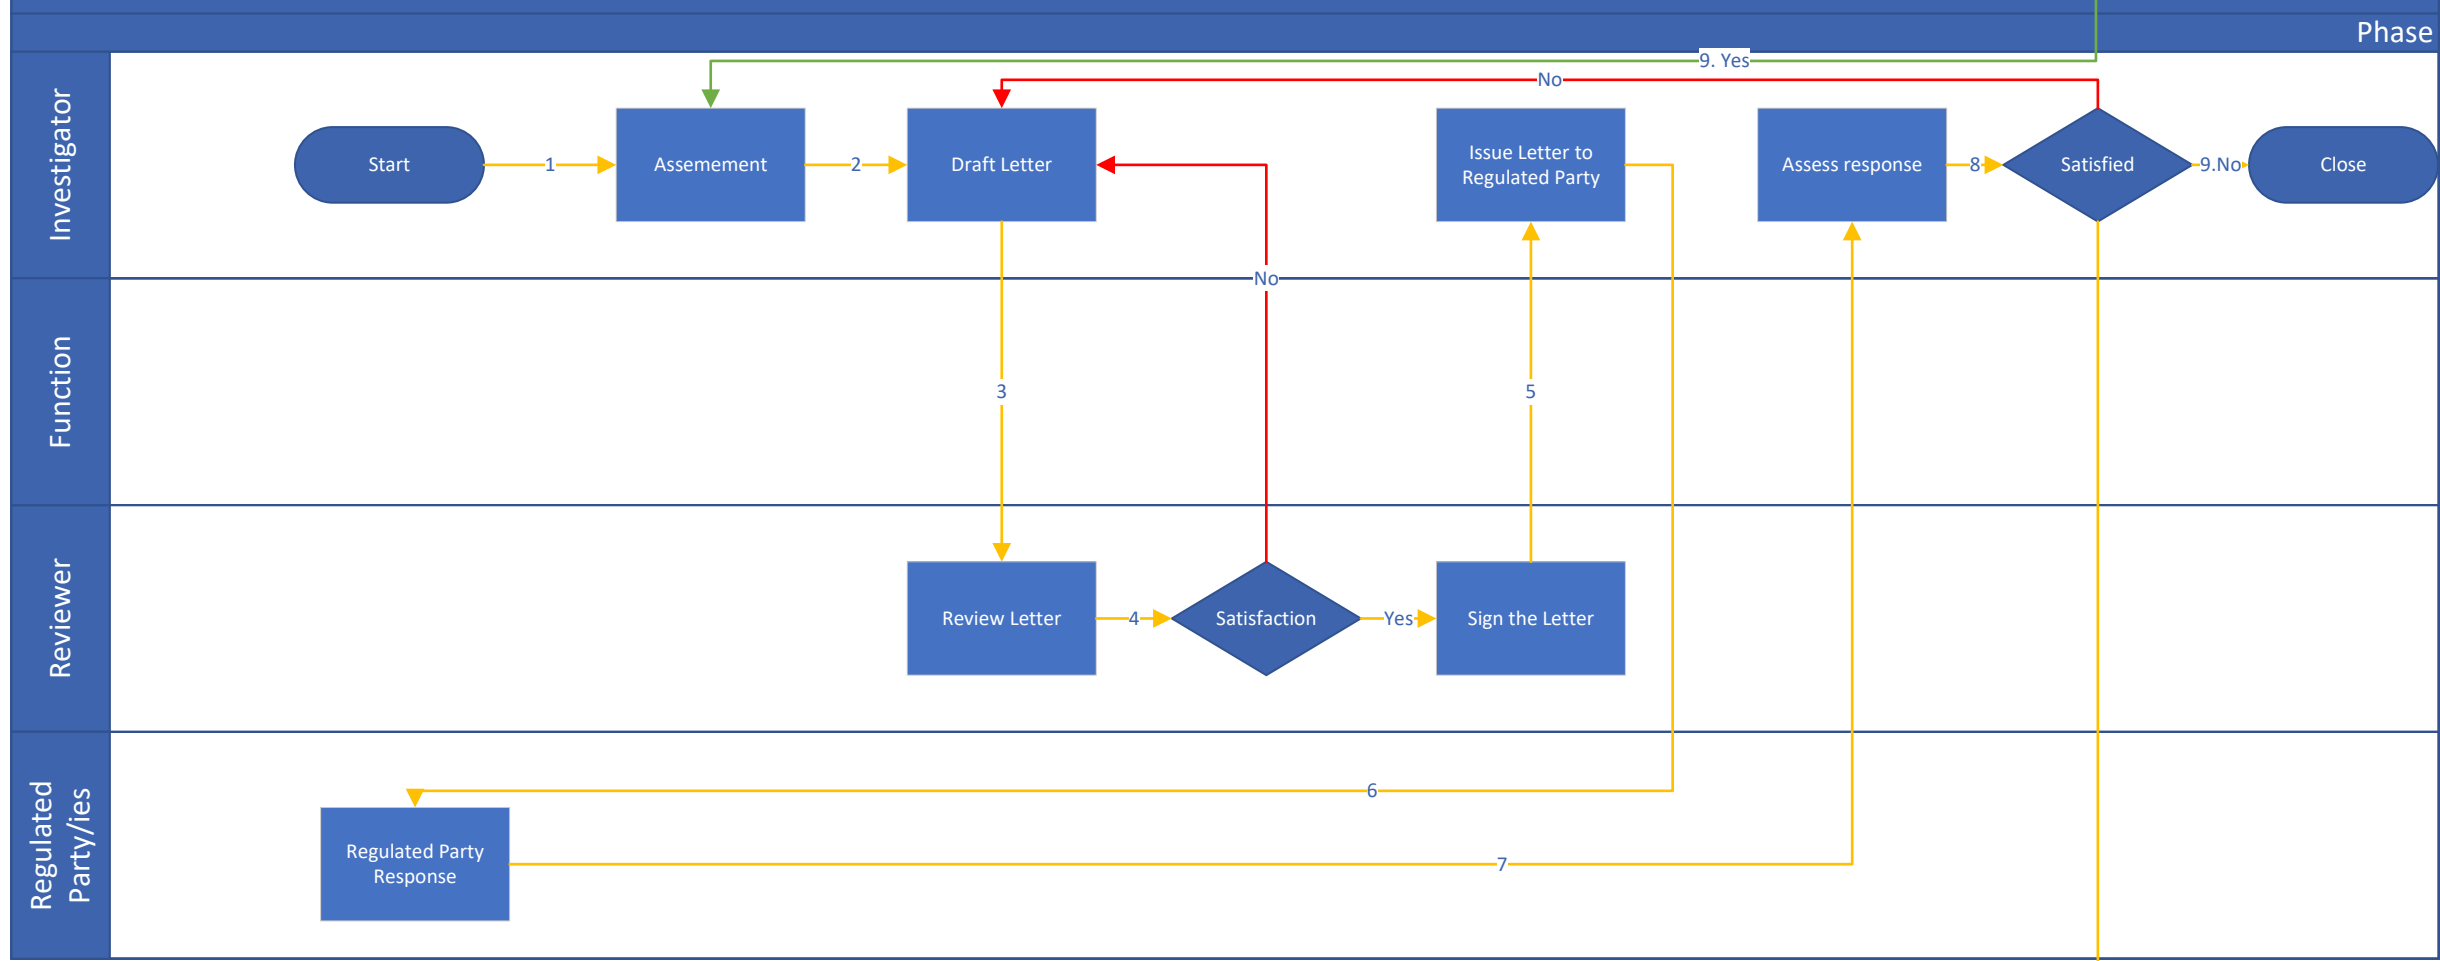 Phase
9. Yes
No
Investigator
Start
1
Assemement
2
Draft Letter
Issue Letter to
Regulated Party
Assess response
8
Satisfied
9.No
Close
No
Function
3
5
Reviewer
Review Letter
4
Satisfaction
Yes
Sign the Letter
Regulated
Party/ies
6
Regulated Party
Response
7